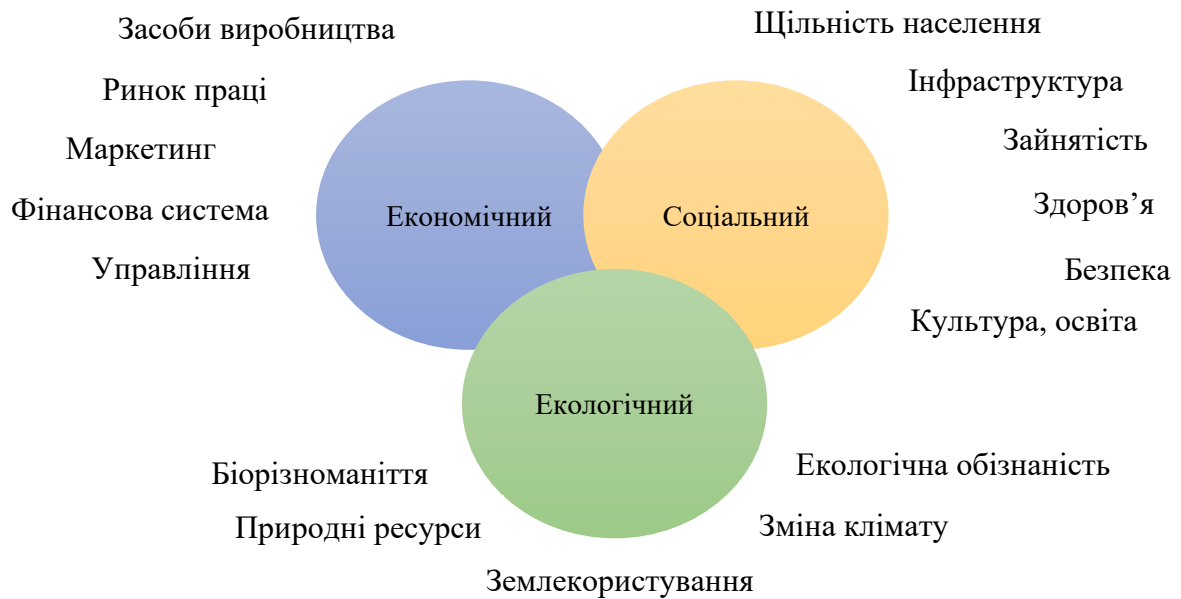 Засоби виробництва
Щільність населення
Ринок праці
Інфраструктура
Маркетинг
Зайнятість
Фінансова система
Економічний
Соціальний
Здоров’я
Управління
Безпека
Культура, освіта
Екологічний
Біорізноманіття
Екологічна обізнаність
Природні ресурси
Зміна клімату
Землекористування